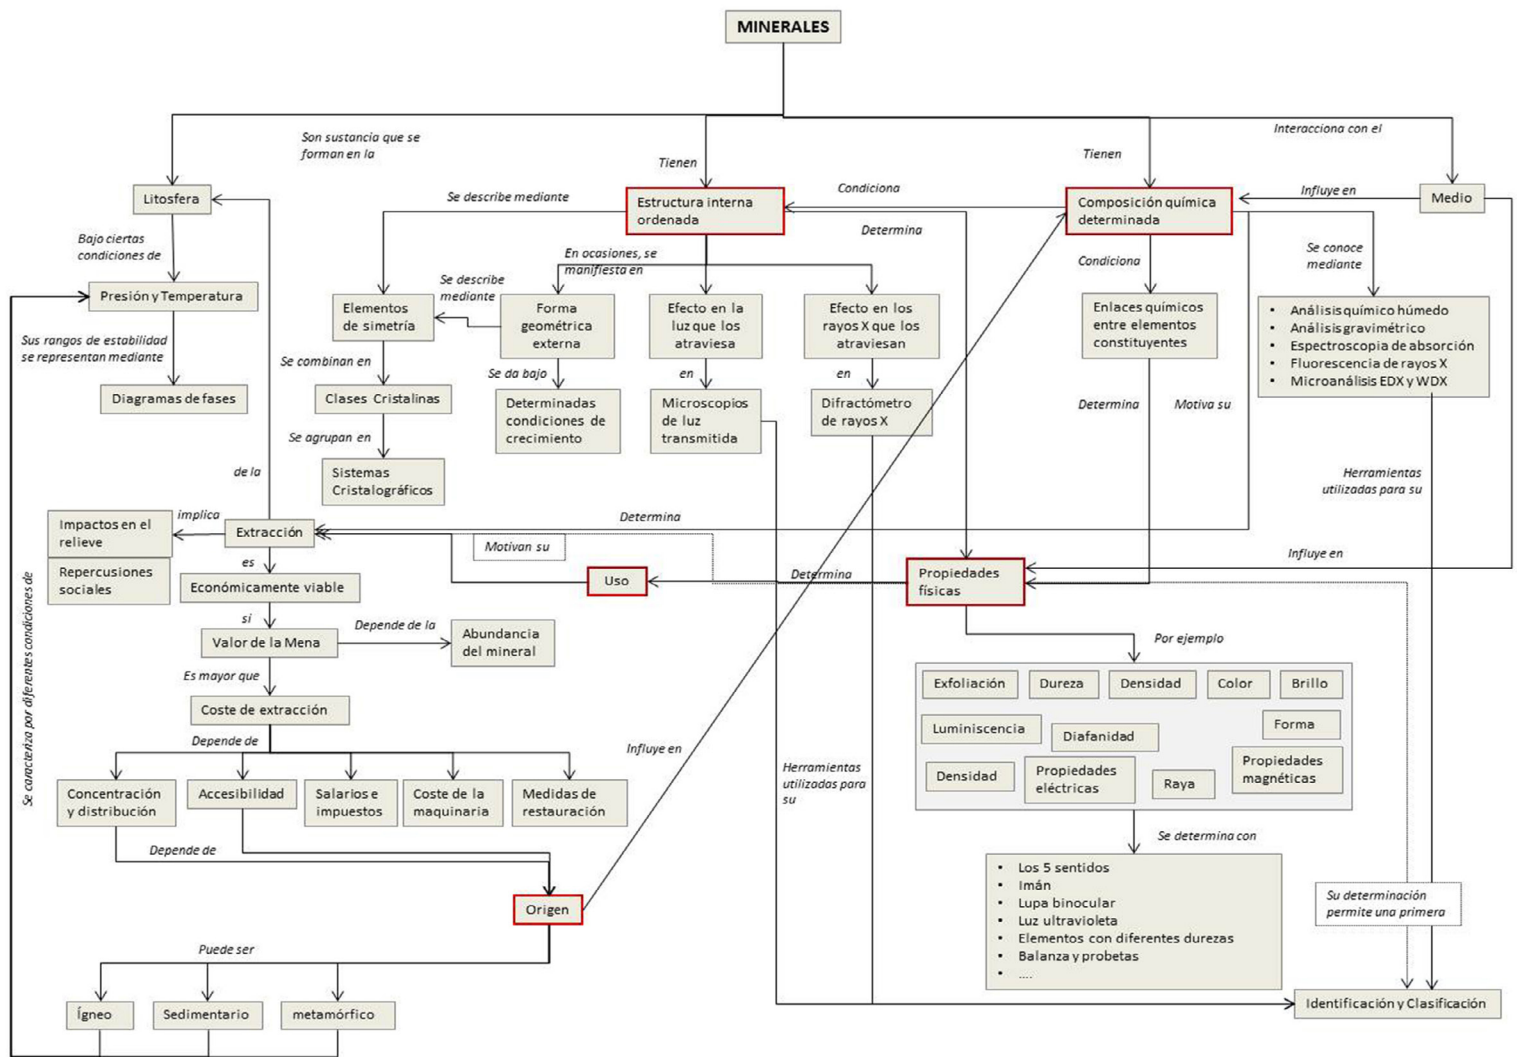 MINERALES
Son sustancia que se
forman en la
Tienen
Tienen
Interacciona con el
Litosfera
Se describe mediante
Estructura interna
ordenada
Condiciona
Composición química
determinada
Influye en
Medio
Bajo ciertas
condiciones de
En ocasiones, se
manifiesta en
Determina
Condiciona
Se conoce
mediante
Presión y Temperatura
Elementos
de simetría
Se describe
mediante
Forma
geométrica
externa
Efecto en la
luz que los
atraviesa
Efecto en los
rayos X que los
atraviesan
Enlaces químicos
entre elementos
constituyentes
• Análisis químico húmedo
• Análisis gravimétrico
• Espectroscopia de absorción
• Fluorescencia de rayos X
• Microanálisis EDX y WDX
Sus rangos de estabilidad
se representan mediante
Se combinan en
Se da bajo
en
en
Determina
Motiva su
Diagramas de fases
Clases Cristalinas
Determinadas
condiciones de
crecimiento
Microscopios
de luz
transmitida
Difractómetro
de rayos X
Se agrupan en
Sistemas
Cristalográficos
de la
Herramientas
utilizadas para su
Impactos en el
relieve
implica
Extracción
Determina
Motivan su
Influye en
Repercusiones
sociales
es
Económicamente viable
Uso
Determina
Propiedades
físicas
si
Valor de la Mena
Depende de la
Abundancia
del mineral
Por ejemplo
Es mayor que
Coste de extracción
Exfoliación
Dureza
Densidad
Color
Brillo
Luminiscencia
Diafanidad
Forma
Densidad
Propiedades
eléctricas
Raya
Propiedades
magnéticas
Se caracteriza por diferentes condiciones de
Depende de
Influye en
Herramientas
utilizadas para
su
Concentración
y distribución
Accesibilidad
Salarios e
impuestos
Coste de la
maquinaria
Medidas de
restauración
Se determina con
Depende de
• Los 5 sentidos
• Imán
• Lupa binocular
• Luz ultravioleta
• Elementos con diferentes durezas
• Balanza y probetas
• ....
Su determinación
permite una primera
Origen
Puede ser
Ígneo
Sedimentario
metamórfico
Identificación y Clasificación